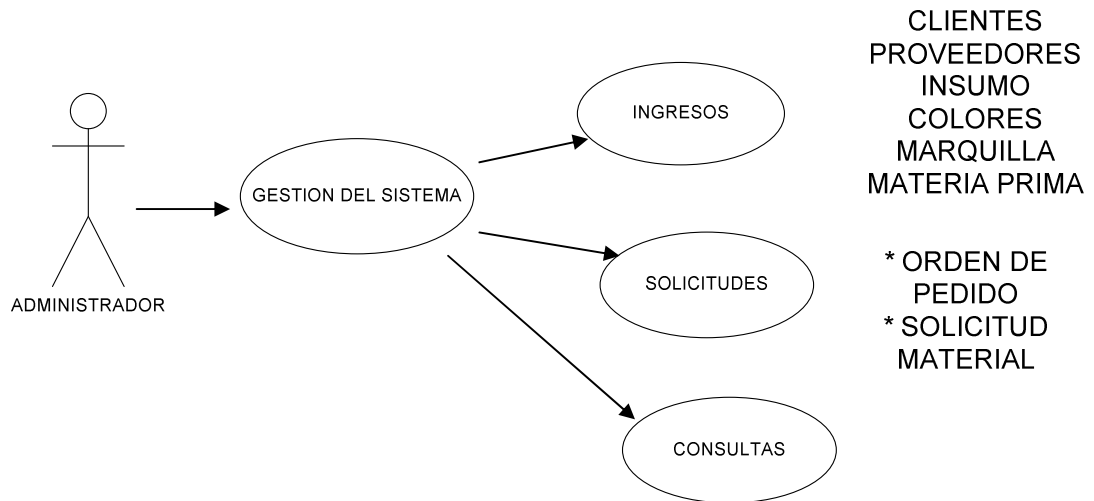 ADMINISTRADOR
GESTION DEL SISTEMA
INGRESOS
SOLICITUDES
CONSULTAS
CLIENTES
PROVEEDORES
INSUMO
COLORES
MARQUILLA
MATERIA PRIMA
* ORDEN DE
PEDIDO
* SOLICITUD
MATERIAL